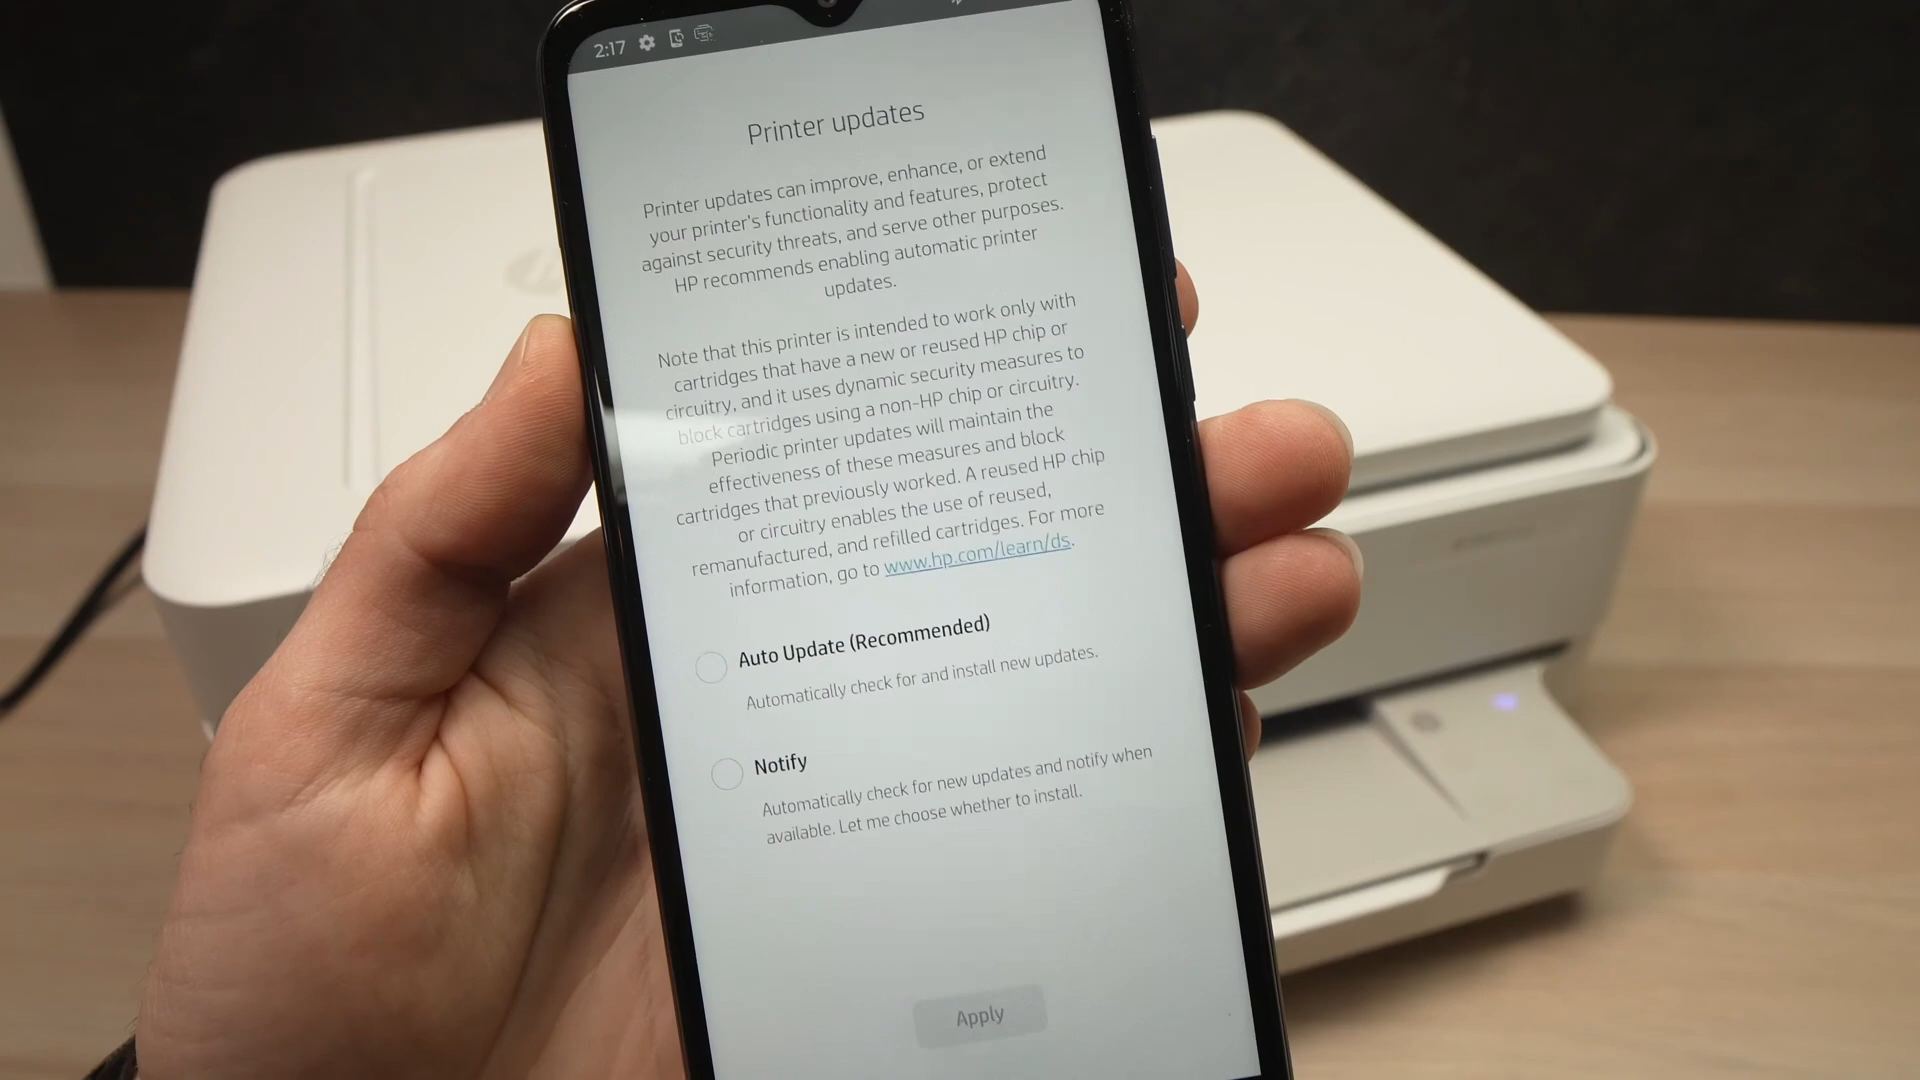 2:17
Printer updates
Printer updates can improve, enhance, or extend
your printer's functionality and features, protect
against security threats, and serve other purposes.
HP recommends enabling automatic printer
updates.
Note that this printer is intended to work only with
cartridges that have a new or reused HP chip or
circuitry, and it uses dynamic security measures to
block cartridges using a non-HP chip or circuitry.
Periodic printer updates will maintain the
effectiveness of these measures and block
cartridges that previously worked. A reused HP chip
or circuitry enables the use of reused,
remanufactured, and refilled cartridges. For more
information, go to www.hp.com/learn/ds.
Auto Update (Recommended)
Automatically check for and install new updates.
Notify
Automatically check for new updates and notify when
available. Let me choose whether to install.
Apply